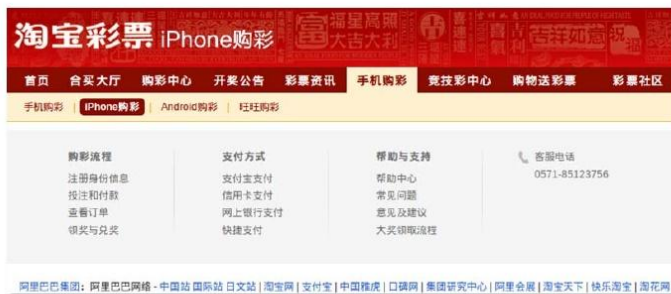 淘宝彩票 iPhone购彩
富 福星高照 大吉大利 吉祥如意 祝福
首页 合买大厅 购彩中心 开奖公告 彩票资讯 手机购彩 竞技彩中心 购物送彩票 彩票社区
手机购彩 | iPhone购彩 | Android购彩 | 旺旺购彩
购彩流程 支付方式 帮助与支持 客服电话
注册身份信息 支付宝支付 帮助中心 0571-85123756
投注和付款 信用卡支付 常见问题
查看订单 网上银行支付 意见及建议
领奖与兑奖 快捷支付 大奖领取流程
阿里巴巴集团：阿里巴巴网络 - 中国站 国际站 日文站 | 淘宝网 | 支付宝 | 中国雅虎 | 口碑网 | 集团研究中心 | 阿里会展 | 淘宝天下 | 快乐淘宝 | 淘花网